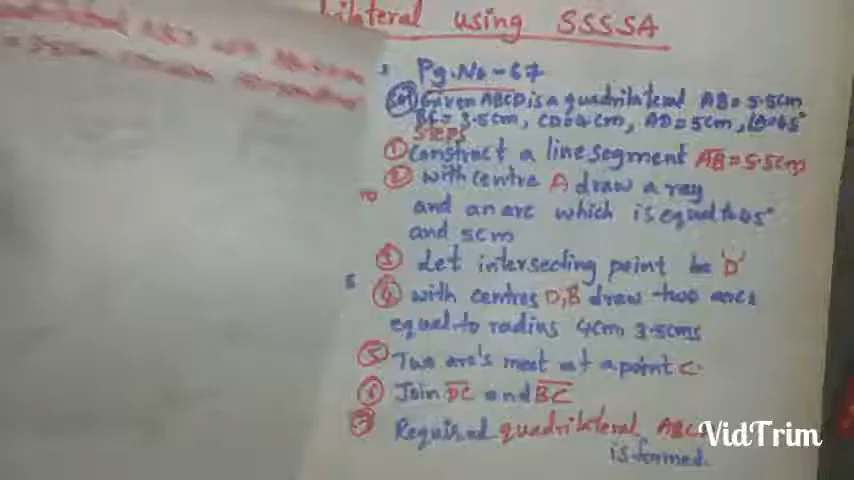 ilateral using SSSSA
Pg.No-67
Sol Given ABCD is a quadrilateral AB = 5.5cm
BC = 3.5cm, CD = 4cm, AD = 5cm, ∠A = 45°
Steps
① Construct a line segment AB = 5.5cm
② with centre A draw a ray
and an arc which is equal to 45°
and 5cm
③ Let intersecting point be 'D'
④ with centres D,B draw two arcs
equal to radius 4cm 3.5cms
⑤ Two arc's meet at a point C.
⑥ Join DC and BC
⑦ Required quadrilateral ABCD
is formed.
VidTrim